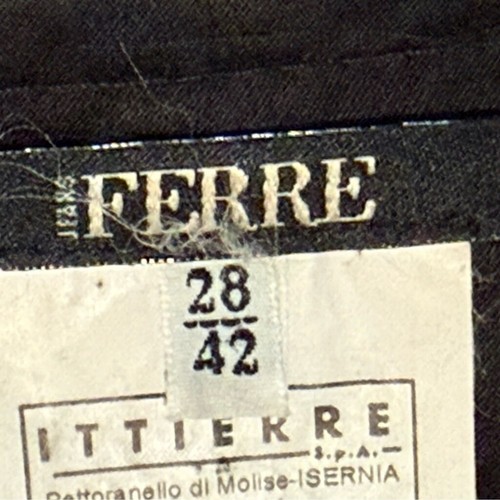 JEANS FERRE
28
42
ITTIERRE
S.p.A.
Pettoranello di Molise-ISERNIA